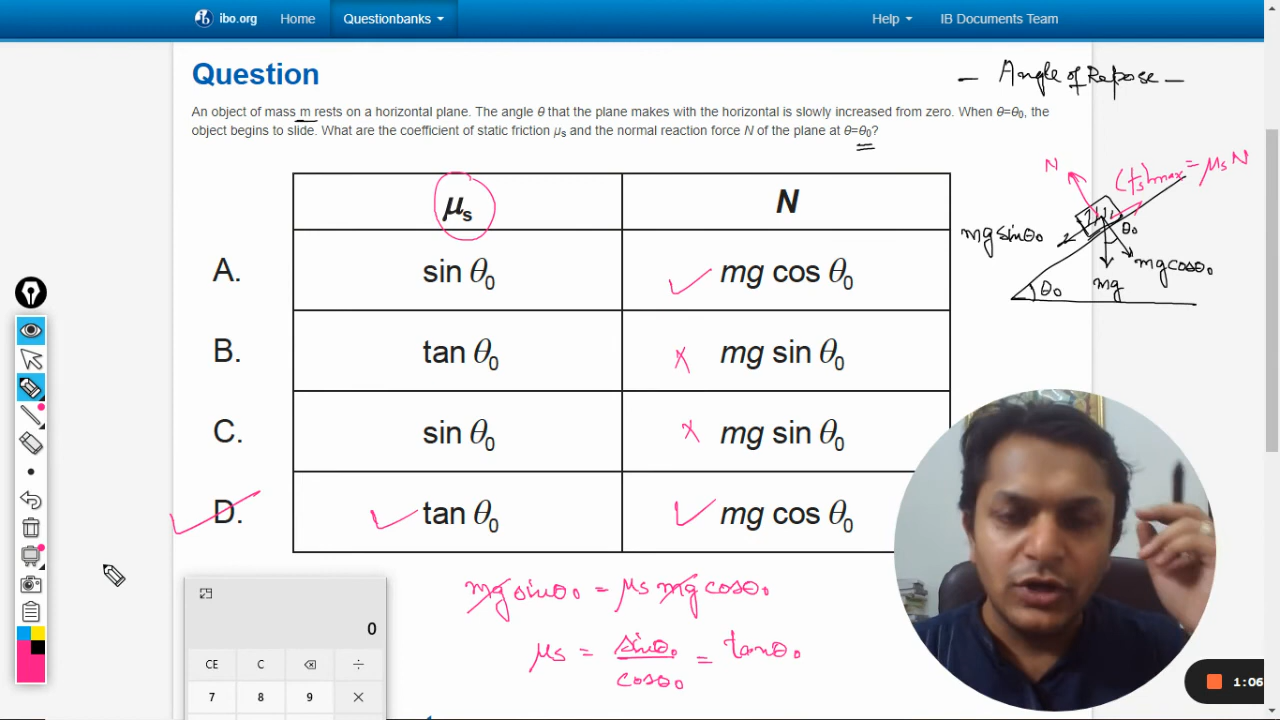 ibo.org Home Questionbanks Help IB Documents Team
Question
— Angle of Repose —
An object of mass m rests on a horizontal plane. The angle θ that the plane makes with the horizontal is slowly increased from zero. When θ=θ₀, the
object begins to slide. What are the coefficient of static friction μₛ and the normal reaction force N of the plane at θ=θ₀?
N (fₛ)max = μₛ N
mg sinθ₀ θ₀
mg cosθ₀
θ₀ mg
μₛ N
A. sin θ₀ mg cos θ₀
B. tan θ₀ mg sin θ₀
C. sin θ₀ mg sin θ₀
D. tan θ₀ mg cos θ₀
mg sinθ₀ = μₛ mg cosθ₀
μₛ = sinθ₀ / cosθ₀ = tanθ₀
0
CE C ⌫ ÷
7 8 9 ×
1:06